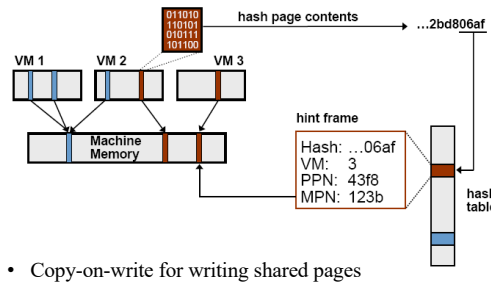 011010
110101
010111
101100
hash page contents
...2bd806af
VM 1
VM 2
VM 3
Machine
Memory
hint frame
Hash: ...06af
VM: 3
PPN: 43f8
MPN: 123b
hash
table
• Copy-on-write for writing shared pages